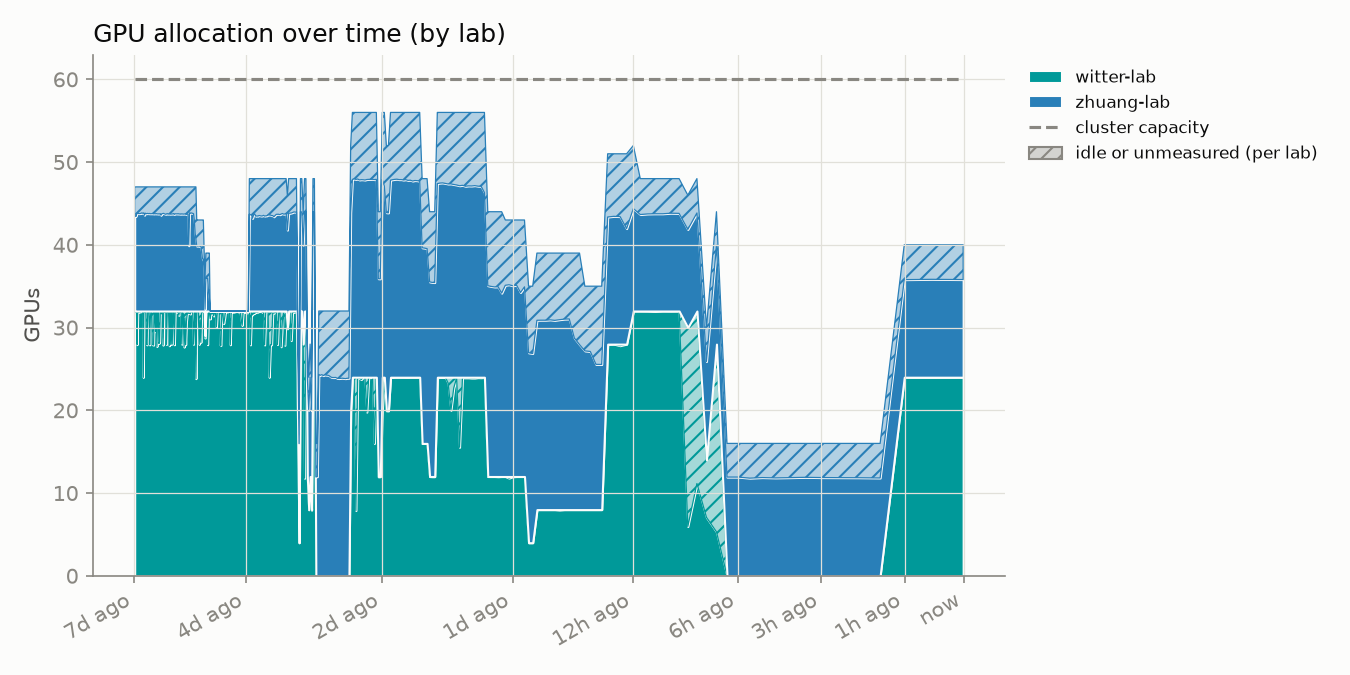 GPU allocation over time (by lab)
GPUs
60
50
40
30
20
10
0
7d ago
4d ago
2d ago
1d ago
12h ago
6h ago
3h ago
1h ago
now
witter-lab
zhuang-lab
cluster capacity
idle or unmeasured (per lab)